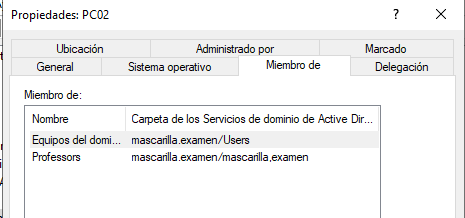 Propiedades: PC02
?
Ubicación Administrado por Marcado
General Sistema operativo Miembro de Delegación
Miembro de:
Nombre Carpeta de los Servicios de dominio de Active Dir...
Equipos del domi... mascarilla.examen/Users
Professors mascarilla.examen/mascarilla,examen